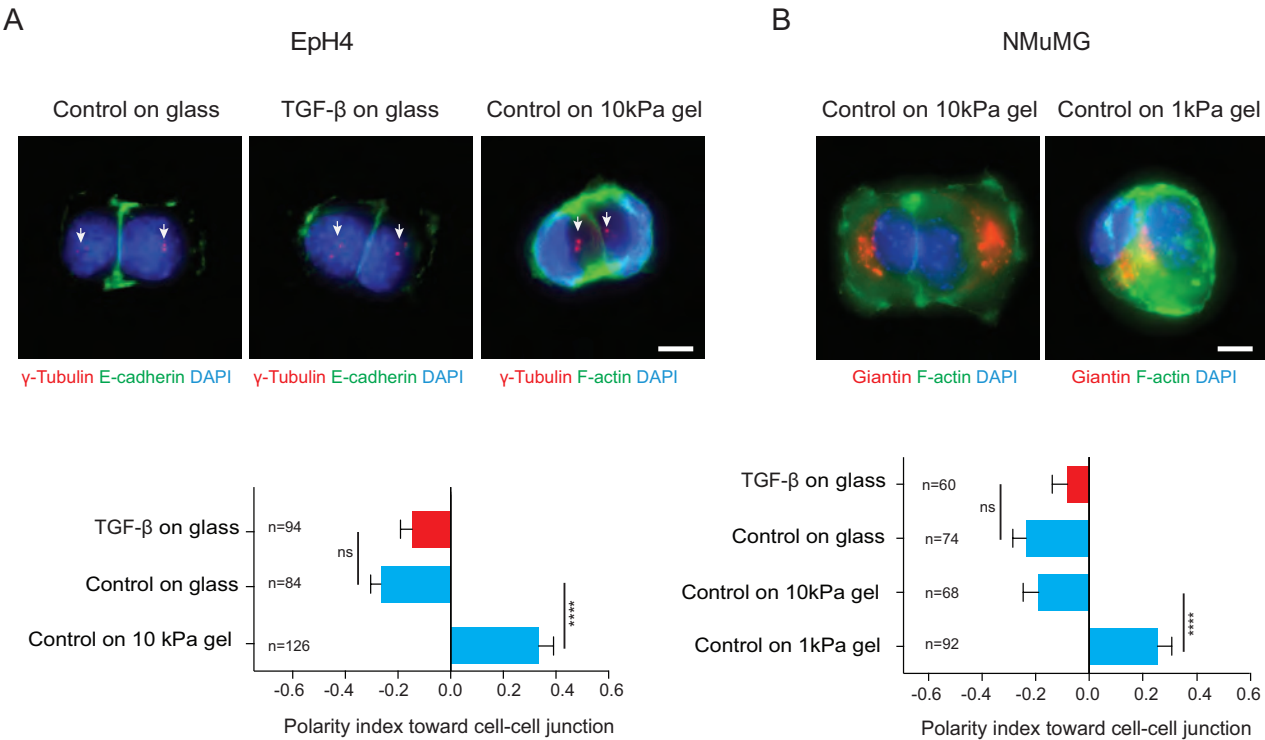 A
EpH4
Control on glass
TGF-β on glass
Control on 10kPa gel
γ-Tubulin E-cadherin DAPI
γ-Tubulin E-cadherin DAPI
γ-Tubulin F-actin DAPI
TGF-β on glass
n=94
ns
Control on glass
n=84
****
Control on 10 kPa gel
n=126
-0.6 -0.4 -0.2 0.0 0.2 0.4 0.6
Polarity index toward cell-cell junction
B
NMuMG
Control on 10kPa gel
Control on 1kPa gel
Giantin F-actin DAPI
Giantin F-actin DAPI
TGF-β on glass
n=60
ns
Control on glass
n=74
Control on 10kPa gel
n=68
****
Control on 1kPa gel
n=92
-0.6 -0.4 -0.2 0.0 0.2 0.4 0.6
Polarity index toward cell-cell junction